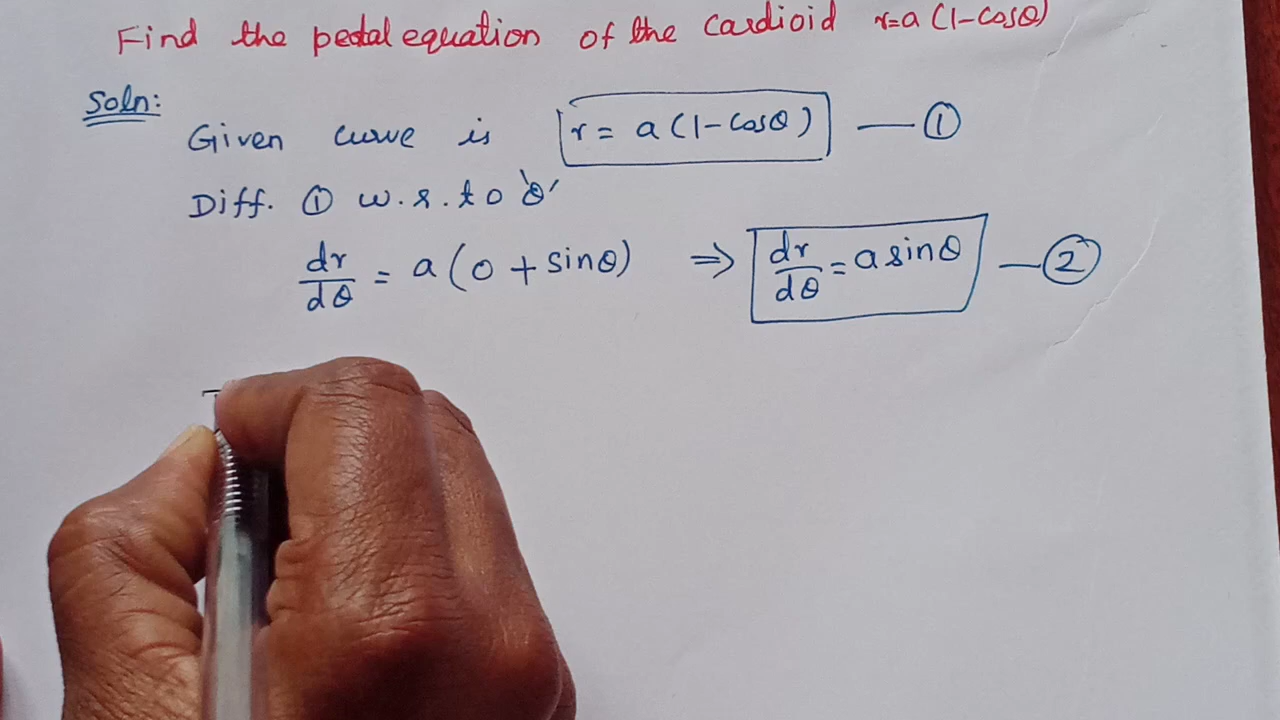 Find the pedal equation of the cardioid r=a(1-cosθ)
Soln:
Given curve is r = a(1-cosθ) — ①
Diff. ① w.r.to 'θ'
dr/dθ = a(0+sinθ) ⇒ dr/dθ = a sinθ — ②